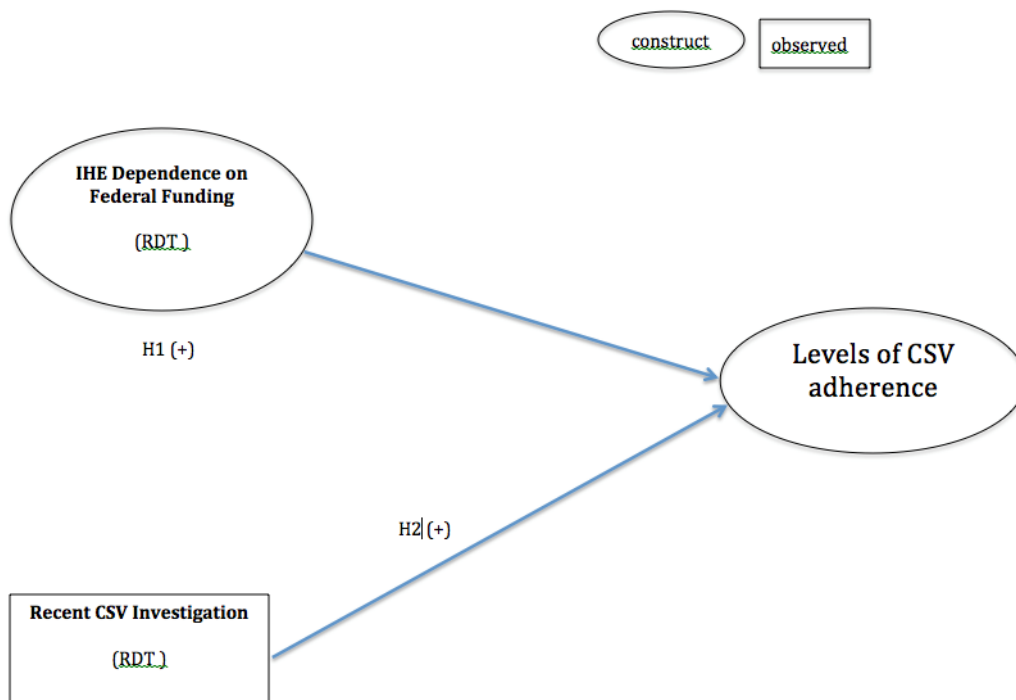 construct
observed
IHE Dependence on
Federal Funding
(RDT )
H1 (+)
Levels of CSV
adherence
H2 (+)
Recent CSV Investigation
(RDT )